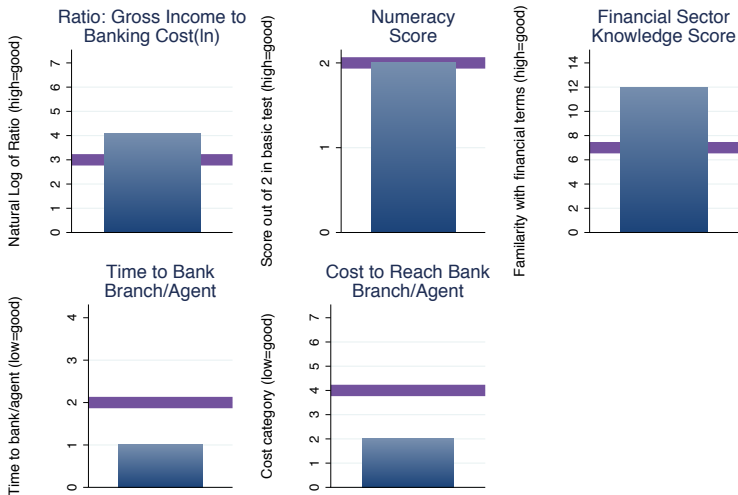 Ratio: Gross Income to
Banking Cost(ln)
Natural Log of Ratio (high=good)
7
6
5
4
3
2
1
0
Numeracy
Score
Score out of 2 in basic test (high=good)
2
1
0
Financial Sector
Knowledge Score
Familarity with financial terms (high=good)
14
12
10
8
6
4
2
0
Time to Bank
Branch/Agent
Time to bank/agent (low=good)
4
3
2
1
0
Cost to Reach Bank
Branch/Agent
Cost category (low=good)
7
6
5
4
3
2
1
0